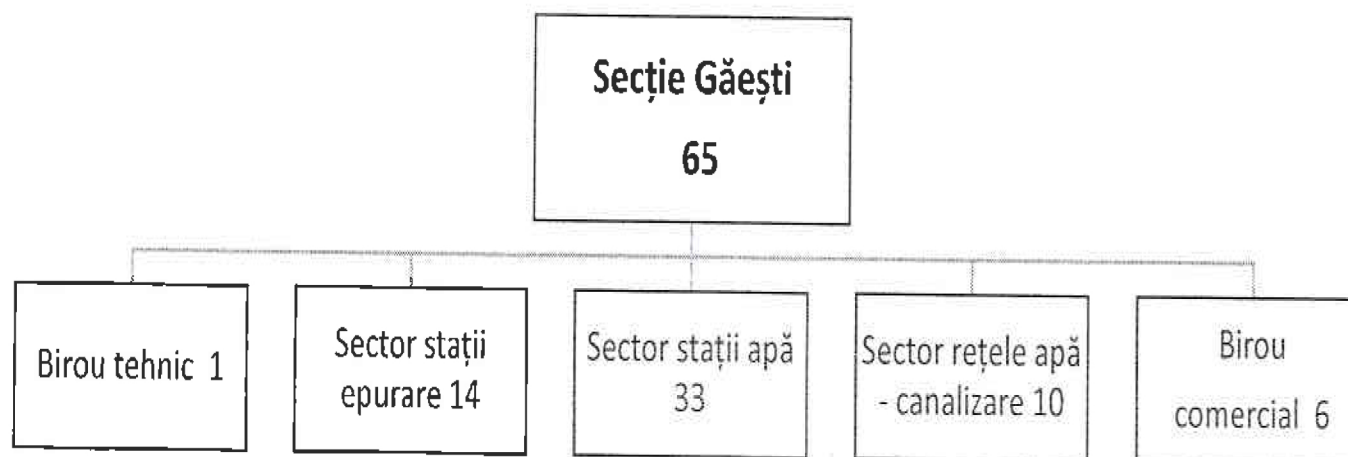 Secție Găești
65
Birou tehnic 1
Sector stații
epurare 14
Sector stații apă
33
Sector rețele apă
- canalizare 10
Birou
comercial 6